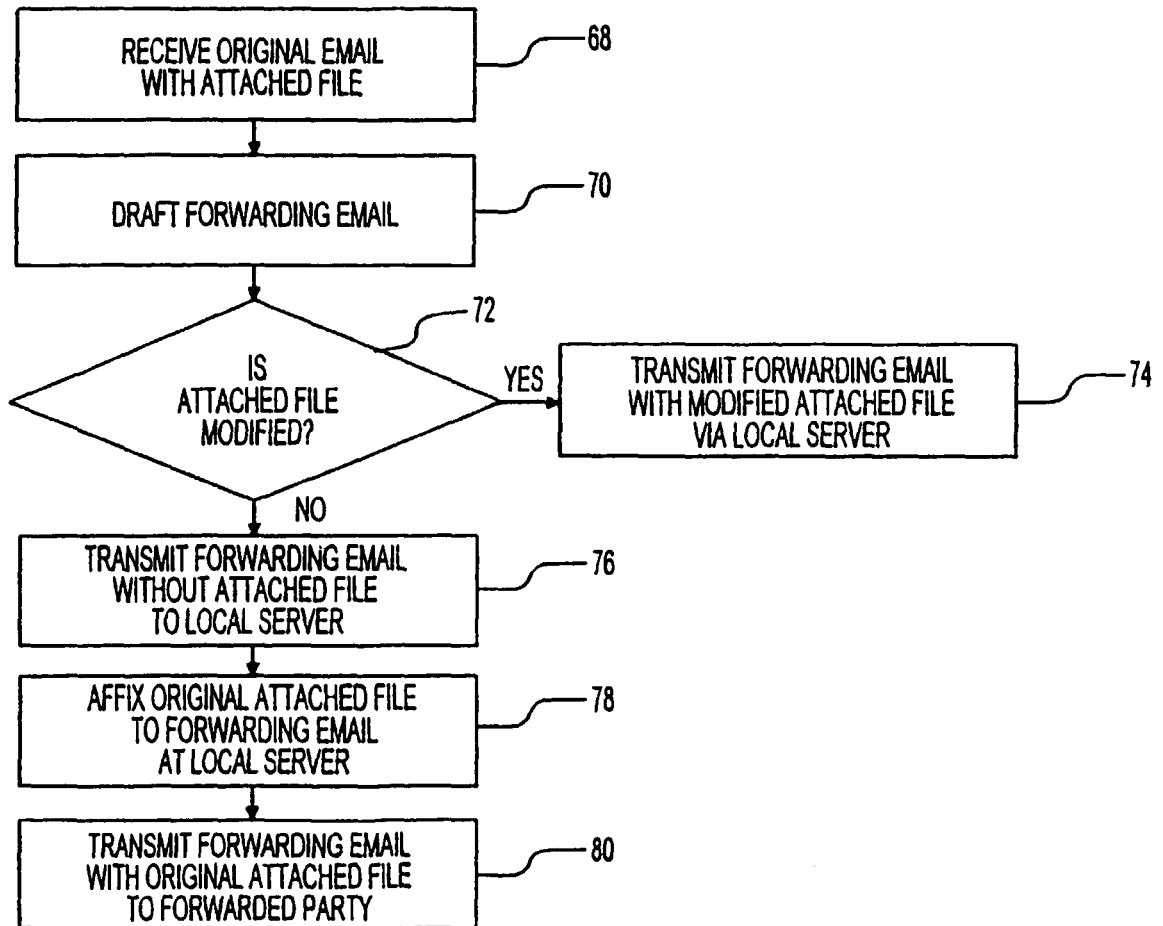 RECEIVE ORIGINAL EMAIL
WITH ATTACHED FILE
68
DRAFT FORWARDING EMAIL
70
72
IS
ATTACHED FILE
MODIFIED?
YES
TRANSMIT FORWARDING EMAIL
WITH MODIFIED ATTACHED FILE
VIA LOCAL SERVER
74
NO
TRANSMIT FORWARDING EMAIL
WITHOUT ATTACHED FILE
TO LOCAL SERVER
76
AFFIX ORIGINAL ATTACHED FILE
TO FORWARDING EMAIL
AT LOCAL SERVER
78
TRANSMIT FORWARDING EMAIL
WITH ORIGINAL ATTACHED FILE
TO FORWARDED PARTY
80